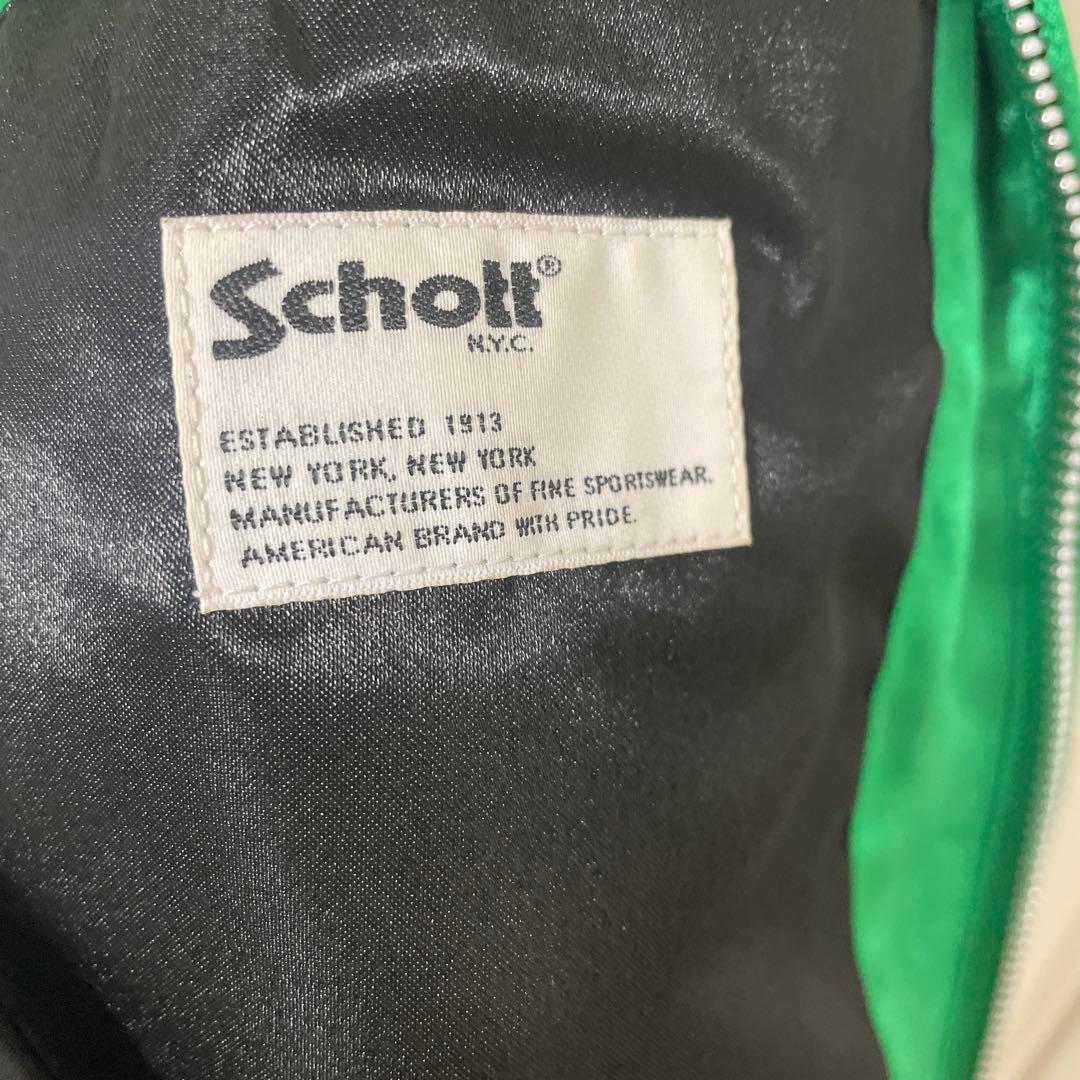 Schott®
N.Y.C.
ESTABLISHED 1913
NEW YORK, NEW YORK
MANUFACTURERS OF FINE SPORTSWEAR.
AMERICAN BRAND WITH PRIDE.